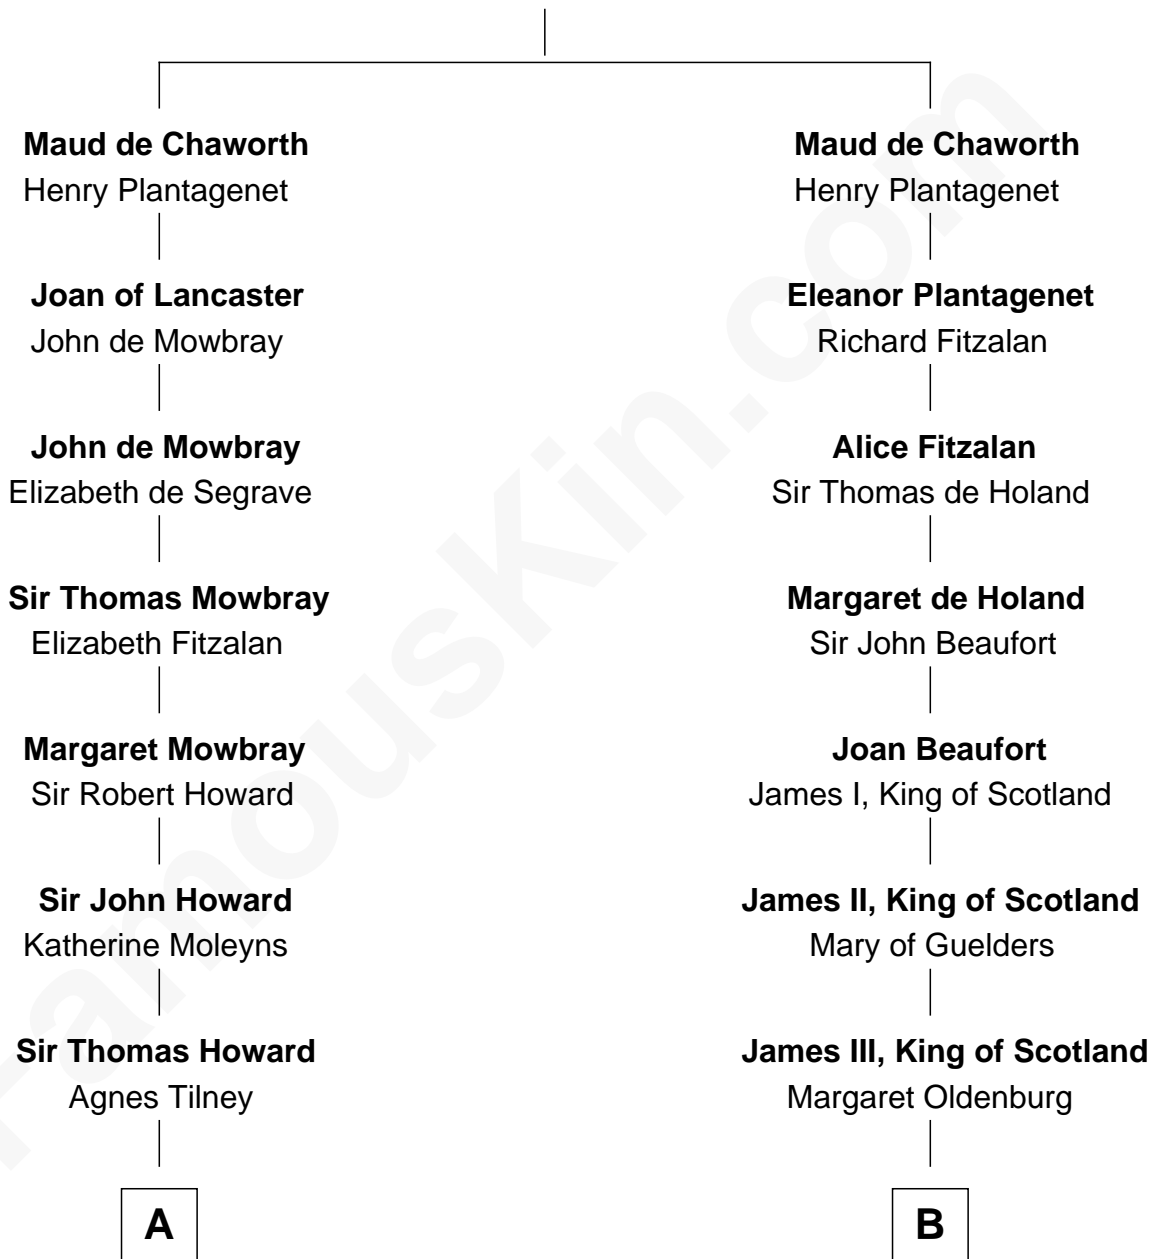 Maud de Chaworth
Henry Plantagenet
Joan of Lancaster
John de Mowbray
John de Mowbray
Elizabeth de Segrave
Sir Thomas Mowbray
Elizabeth Fitzalan
Margaret Mowbray
Sir Robert Howard
Sir John Howard
Katherine Moleyns
Sir Thomas Howard
Agnes Tilney
A
Maud de Chaworth
Henry Plantagenet
Eleanor Plantagenet
Richard Fitzalan
Alice Fitzalan
Sir Thomas de Holand
Margaret de Holand
Sir John Beaufort
Joan Beaufort
James I, King of Scotland
James II, King of Scotland
Mary of Guelders
James III, King of Scotland
Margaret Oldenburg
B
FamousKin.com